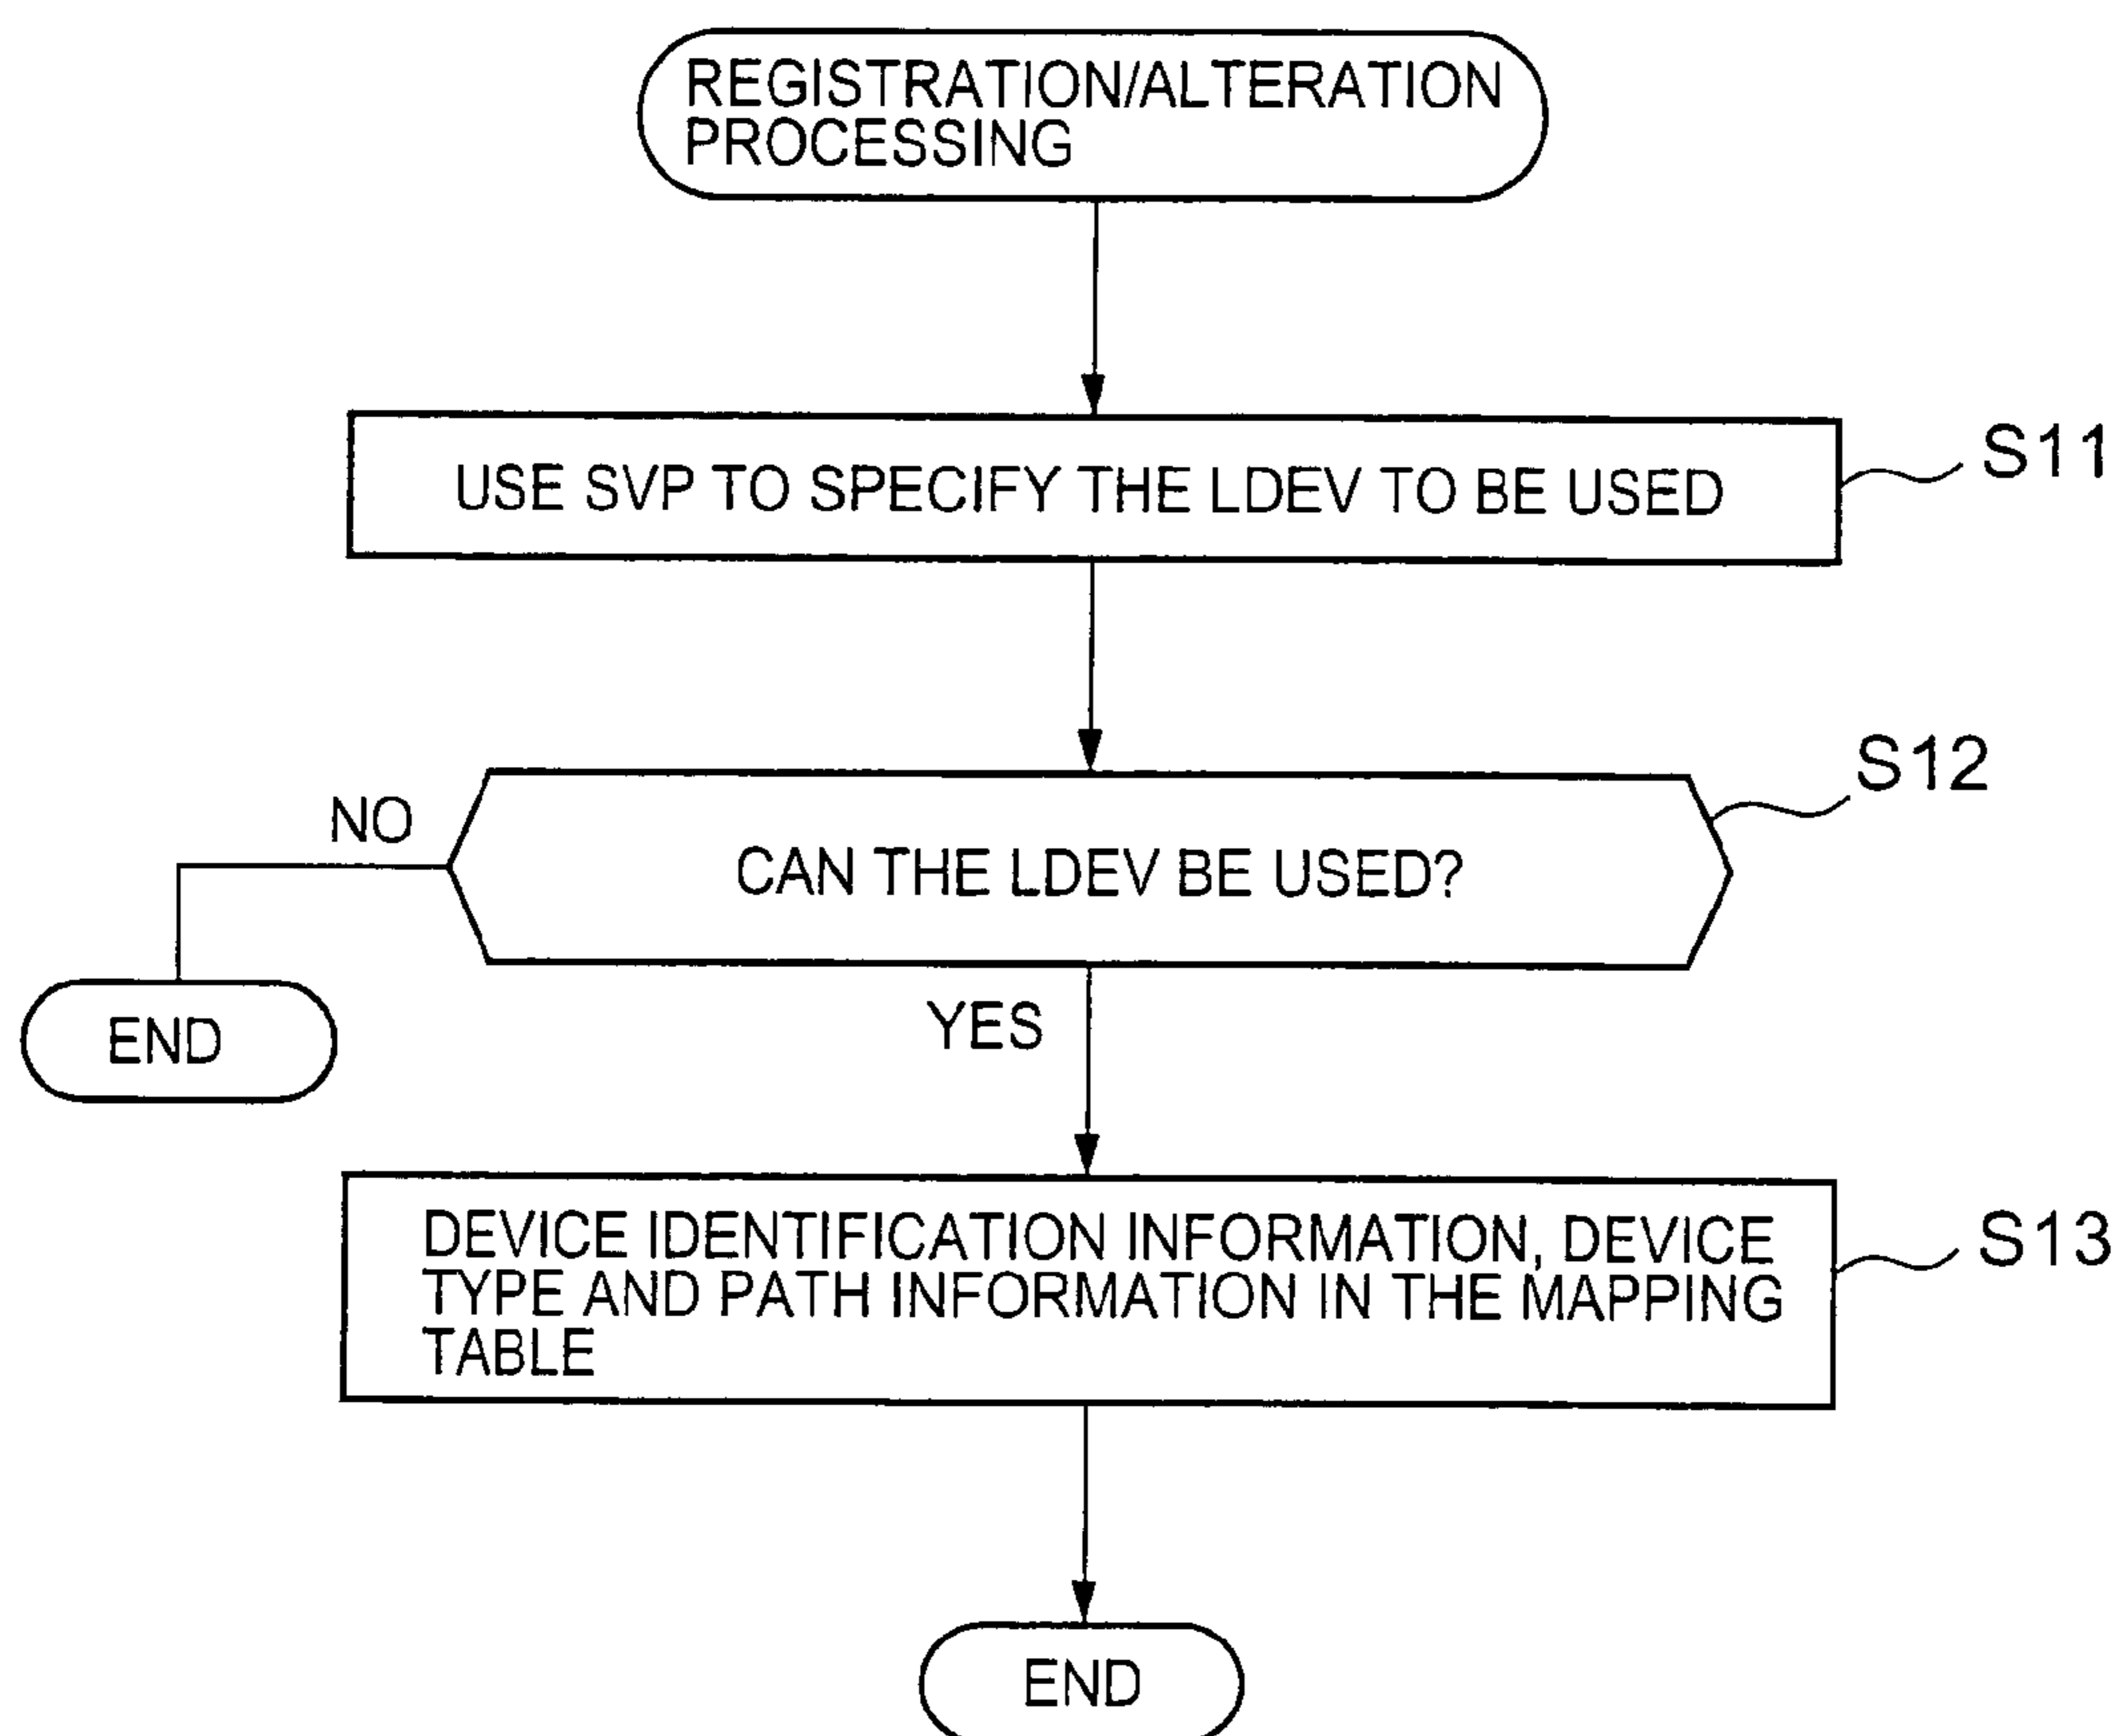 REGISTRATION/ALTERATION
PROCESSING
USE SVP TO SPECIFY THE LDEV TO BE USED
S11
S12
NO
CAN THE LDEV BE USED?
END
YES
DEVICE IDENTIFICATION INFORMATION, DEVICE
TYPE AND PATH INFORMATION IN THE MAPPING
TABLE
S13
END